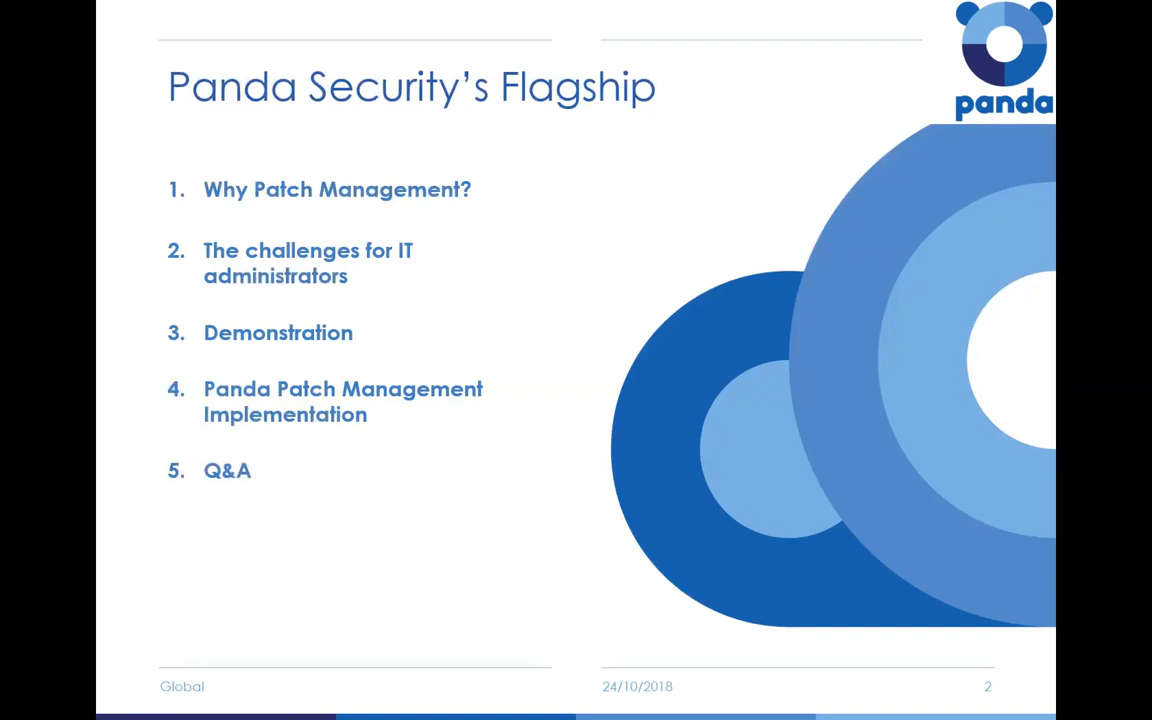 panda
Panda Security’s Flagship
1. Why Patch Management?
2. The challenges for IT
administrators
3. Demonstration
4. Panda Patch Management
Implementation
5. Q&A
Global
24/10/2018
2